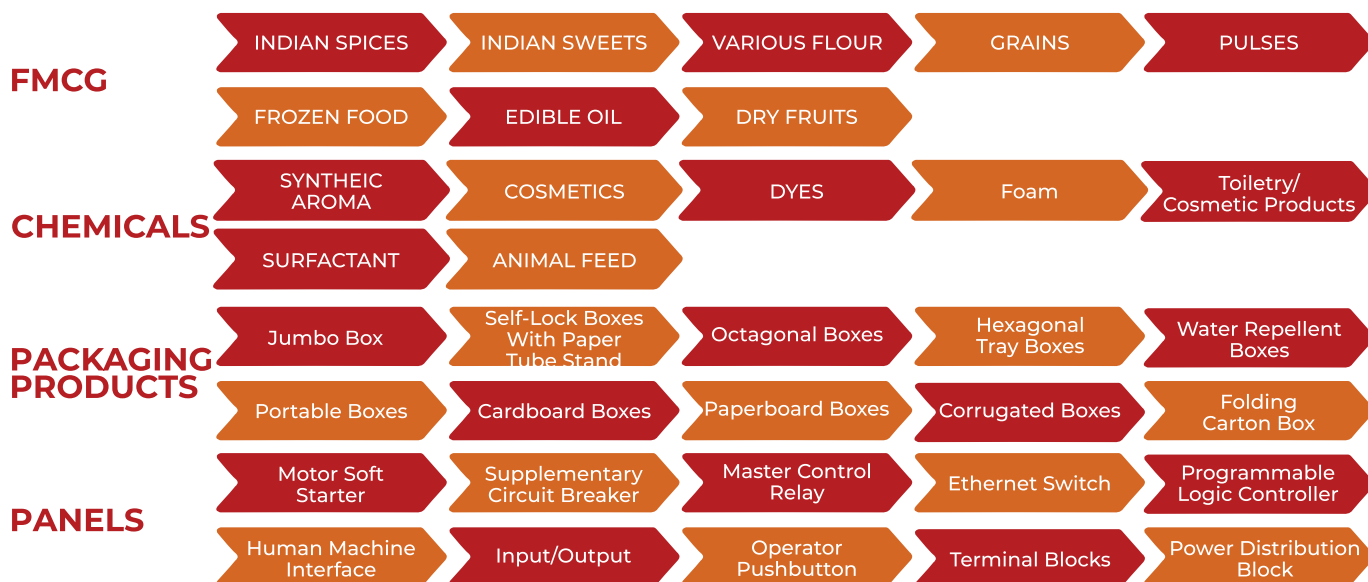 FMCG
INDIAN SPICES
INDIAN SWEETS
VARIOUS FLOUR
GRAINS
PULSES
FROZEN FOOD
EDIBLE OIL
DRY FRUITS
CHEMICALS
SYNTHEIC
AROMA
COSMETICS
DYES
Foam
Toiletry/
Cosmetic Products
SURFACTANT
ANIMAL FEED
PACKAGING
PRODUCTS
Jumbo Box
Self-Lock Boxes
With Paper
Tube Stand
Octagonal Boxes
Hexagonal
Tray Boxes
Water Repellent
Boxes
Portable Boxes
Cardboard Boxes
Paperboard Boxes
Corrugated Boxes
Folding
Carton Box
PANELS
Motor Soft
Starter
Supplementary
Circuit Breaker
Master Control
Relay
Ethernet Switch
Programmable
Logic Controller
Human Machine
Interface
Input/Output
Operator
Pushbutton
Terminal Blocks
Power Distribution
Block